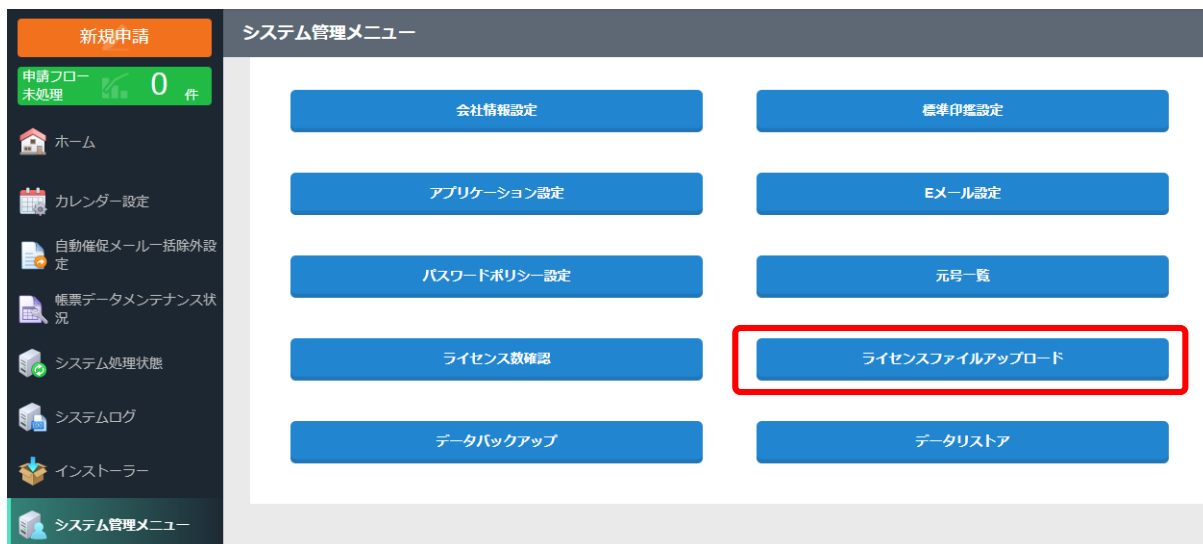 新規申請
申請フロー
未処理
0 件
ホーム
カレンダー設定
自動催促メール一括除外設
定
帳票データメンテナンス状
況
システム処理状態
システムログ
インストーラー
システム管理メニュー
システム管理メニュー
会社情報設定
標準印鑑設定
アプリケーション設定
Eメール設定
パスワードポリシー設定
元号一覧
ライセンス数確認
ライセンスファイルアップロード
データバックアップ
データリストア